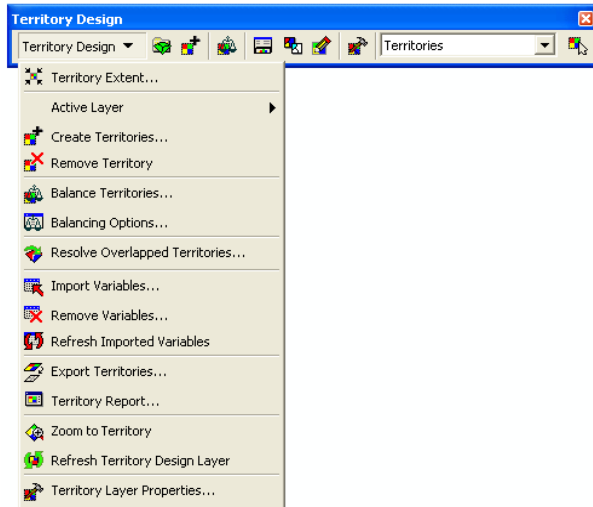 Territory Design
Territory Design
Territories
Territory Extent...
Active Layer
Create Territories...
Remove Territory
Balance Territories...
Balancing Options...
Resolve Overlapped Territories...
Import Variables...
Remove Variables...
Refresh Imported Variables
Export Territories...
Territory Report...
Zoom to Territory
Refresh Territory Design Layer
Territory Layer Properties...